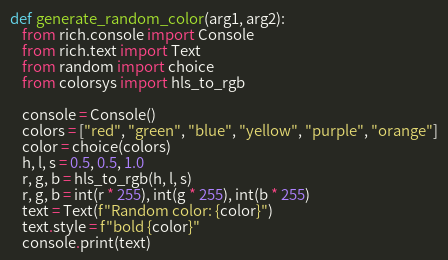 def generate_random_color(arg1, arg2):
    from rich.console import Console
    from rich.text import Text
    from random import choice
    from colorsys import hls_to_rgb

    console = Console()
    colors = ["red", "green", "blue", "yellow", "purple", "orange"]
    color = choice(colors)
    h, l, s = 0.5, 0.5, 1.0
    r, g, b = hls_to_rgb(h, l, s)
    r, g, b = int(r * 255), int(g * 255), int(b * 255)
    text = Text(f"Random color: {color}")
    text.style = f"bold {color}"
    console.print(text)